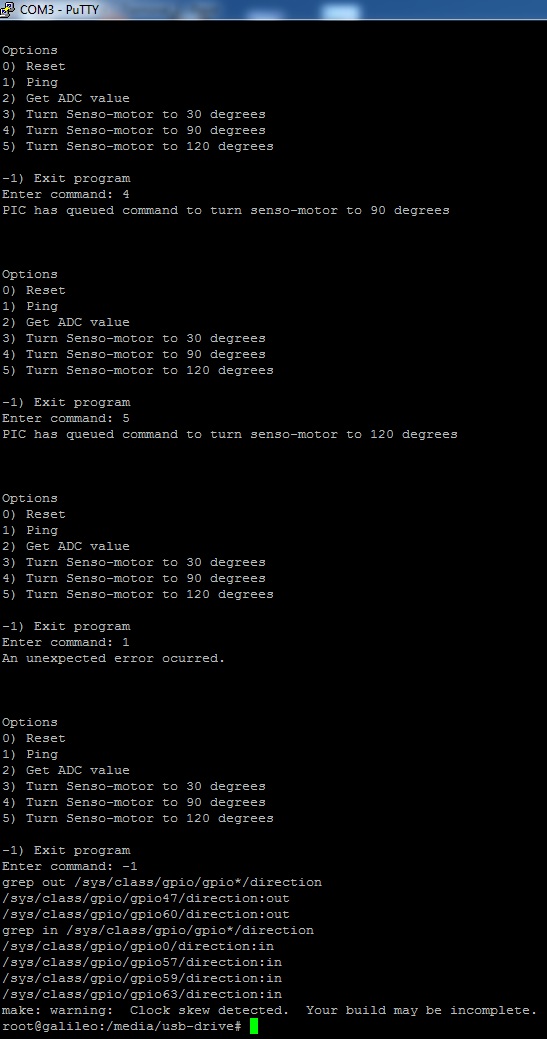 COM3 - PuTTY
Options
0) Reset
1) Ping
2) Get ADC value
3) Turn Senso-motor to 30 degrees
4) Turn Senso-motor to 90 degrees
5) Turn Senso-motor to 120 degrees
-1) Exit program
Enter command: 4
PIC has queued command to turn senso-motor to 90 degrees
Options
0) Reset
1) Ping
2) Get ADC value
3) Turn Senso-motor to 30 degrees
4) Turn Senso-motor to 90 degrees
5) Turn Senso-motor to 120 degrees
-1) Exit program
Enter command: 5
PIC has queued command to turn senso-motor to 120 degrees
Options
0) Reset
1) Ping
2) Get ADC value
3) Turn Senso-motor to 30 degrees
4) Turn Senso-motor to 90 degrees
5) Turn Senso-motor to 120 degrees
-1) Exit program
Enter command: 1
An unexpected error ocurred.
Options
0) Reset
1) Ping
2) Get ADC value
3) Turn Senso-motor to 30 degrees
4) Turn Senso-motor to 90 degrees
5) Turn Senso-motor to 120 degrees
-1) Exit program
Enter command: -1
grep out /sys/class/gpio/gpio*/direction
/sys/class/gpio/gpio47/direction:out
/sys/class/gpio/gpio60/direction:out
grep in /sys/class/gpio/gpio*/direction
/sys/class/gpio/gpio0/direction:in
/sys/class/gpio/gpio57/direction:in
/sys/class/gpio/gpio59/direction:in
/sys/class/gpio/gpio63/direction:in
make: warning:  Clock skew detected.  Your build may be incomplete.
root@galileo:/media/usb-drive#